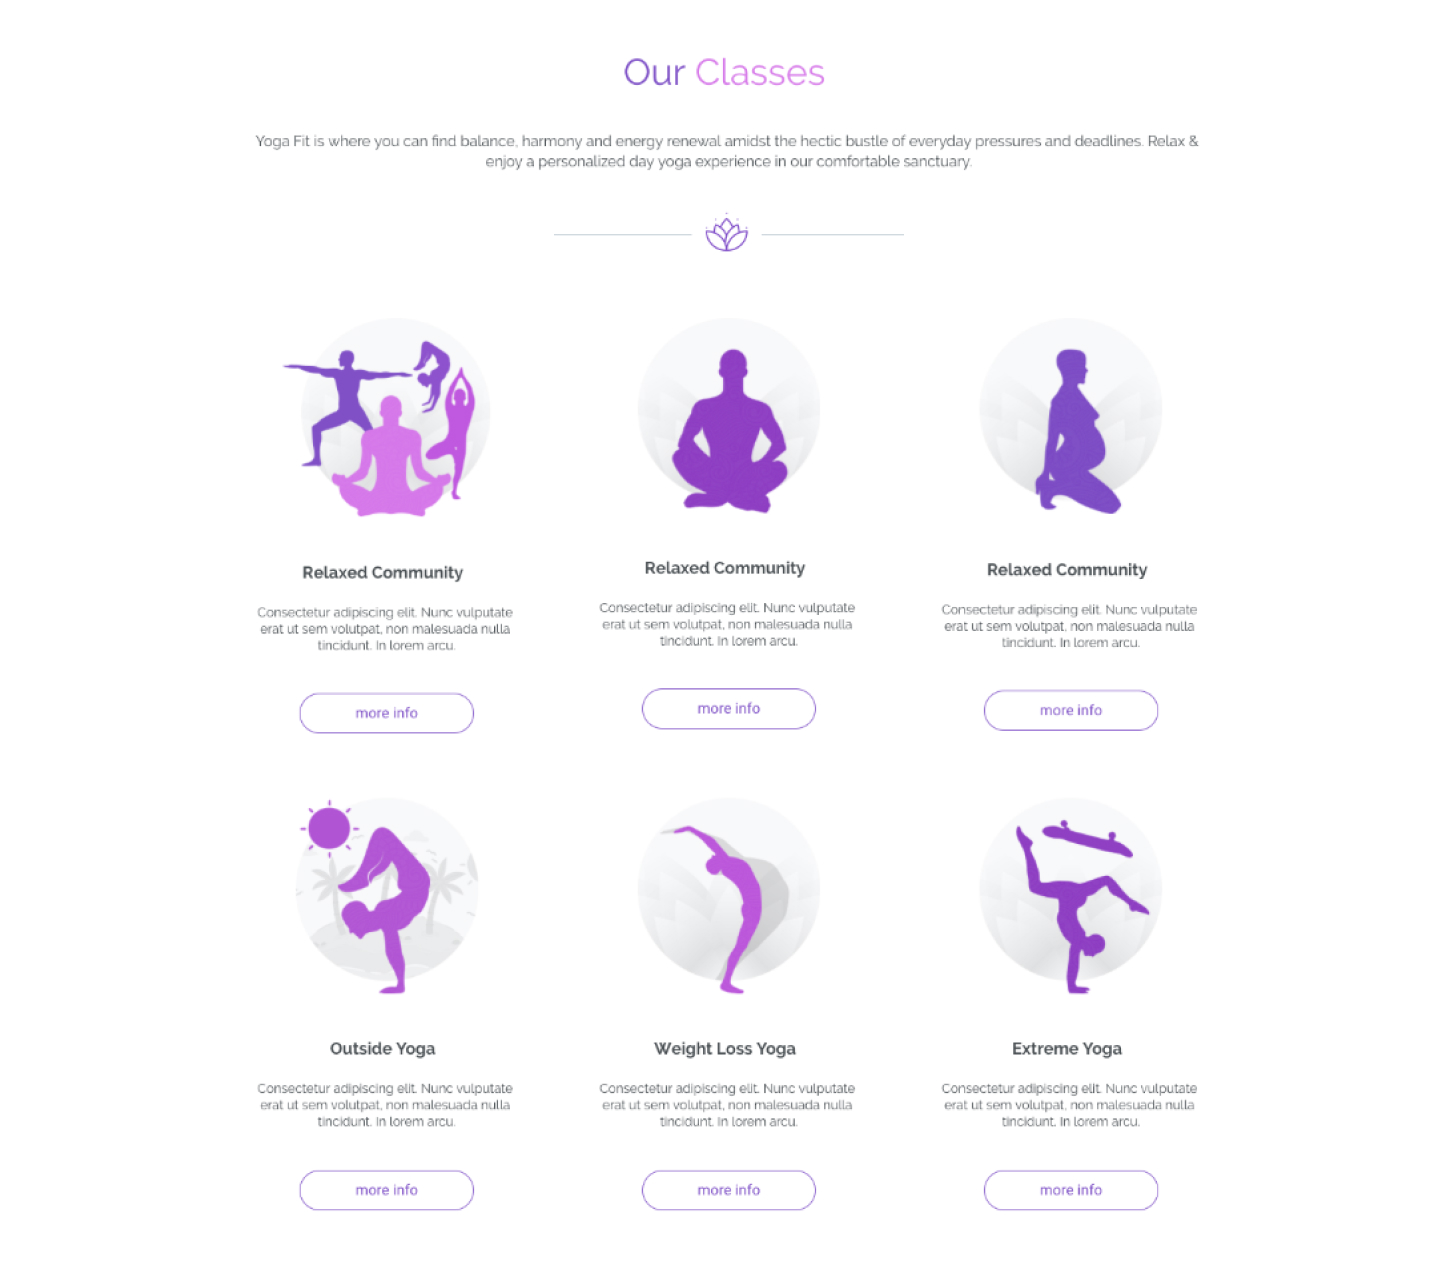 Our Classes
Yoga Fit is where you can find balance, harmony and energy renewal amidst the hectic bustle of everyday pressures and deadlines. Relax &
enjoy a personalized day yoga experience in our comfortable sanctuary.
Relaxed Community
Consectetur adipiscing elit. Nunc vulputate
erat ut sem volutpat, non malesuada nulla
tincidunt. In lorem arcu.
more info
Relaxed Community
Consectetur adipiscing elit. Nunc vulputate
erat ut sem volutpat, non malesuada nulla
tincidunt. In lorem arcu.
more info
Relaxed Community
Consectetur adipiscing elit. Nunc vulputate
erat ut sem volutpat, non malesuada nulla
tincidunt. In lorem arcu.
more info
Outside Yoga
Consectetur adipiscing elit. Nunc vulputate
erat ut sem volutpat, non malesuada nulla
tincidunt. In lorem arcu.
more info
Weight Loss Yoga
Consectetur adipiscing elit. Nunc vulputate
erat ut sem volutpat, non malesuada nulla
tincidunt. In lorem arcu.
more info
Extreme Yoga
Consectetur adipiscing elit. Nunc vulputate
erat ut sem volutpat, non malesuada nulla
tincidunt. In lorem arcu.
more info